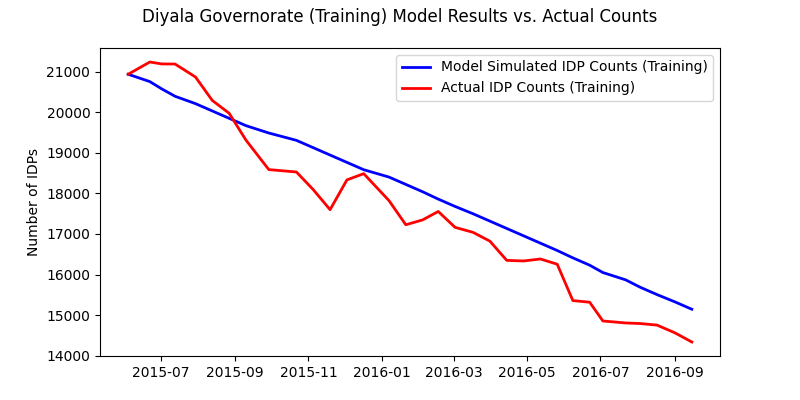 Diyala Governorate (Training) Model Results vs. Actual Counts
Model Simulated IDP Counts (Training)
Actual IDP Counts (Training)
Number of IDPs
21000
20000
19000
18000
17000
16000
15000
14000
2015-07 2015-09 2015-11 2016-01 2016-03 2016-05 2016-07 2016-09